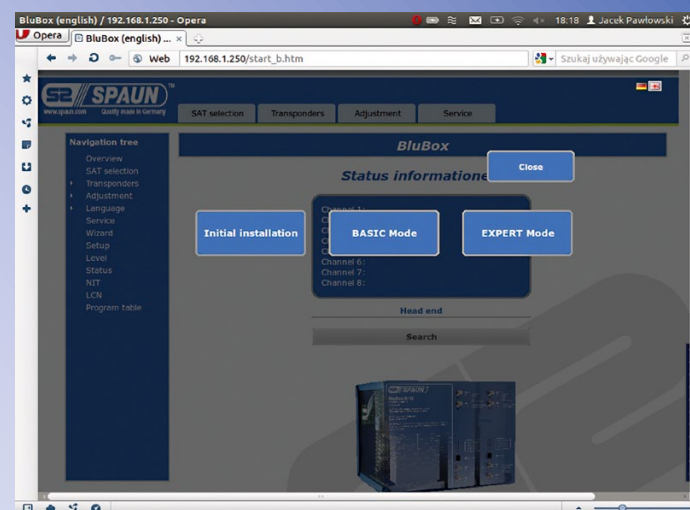 BluBox (english) / 192.168.1.250 - Opera
18:18 Jacek Pawłowski
Opera
BluBox (english) ...
Web
192.168.1.250/start_b.htm
Szukaj używając Google
SPAUN
TM
www.spaun.com Quality made in Germany
SAT selection
Transponders
Adjustment
Service
Navigation tree
Overview
SAT selection
Transponders
Adjustment
Language
Service
Wizard
Setup
Level
Status
NIT
LCN
Program table
BluBox
Status informatione
Close
Channel 1:
Initial installation
BASIC Mode
EXPERT Mode
Channel 6:
Channel 7:
Channel 8:
Head end
Search
SPAUN